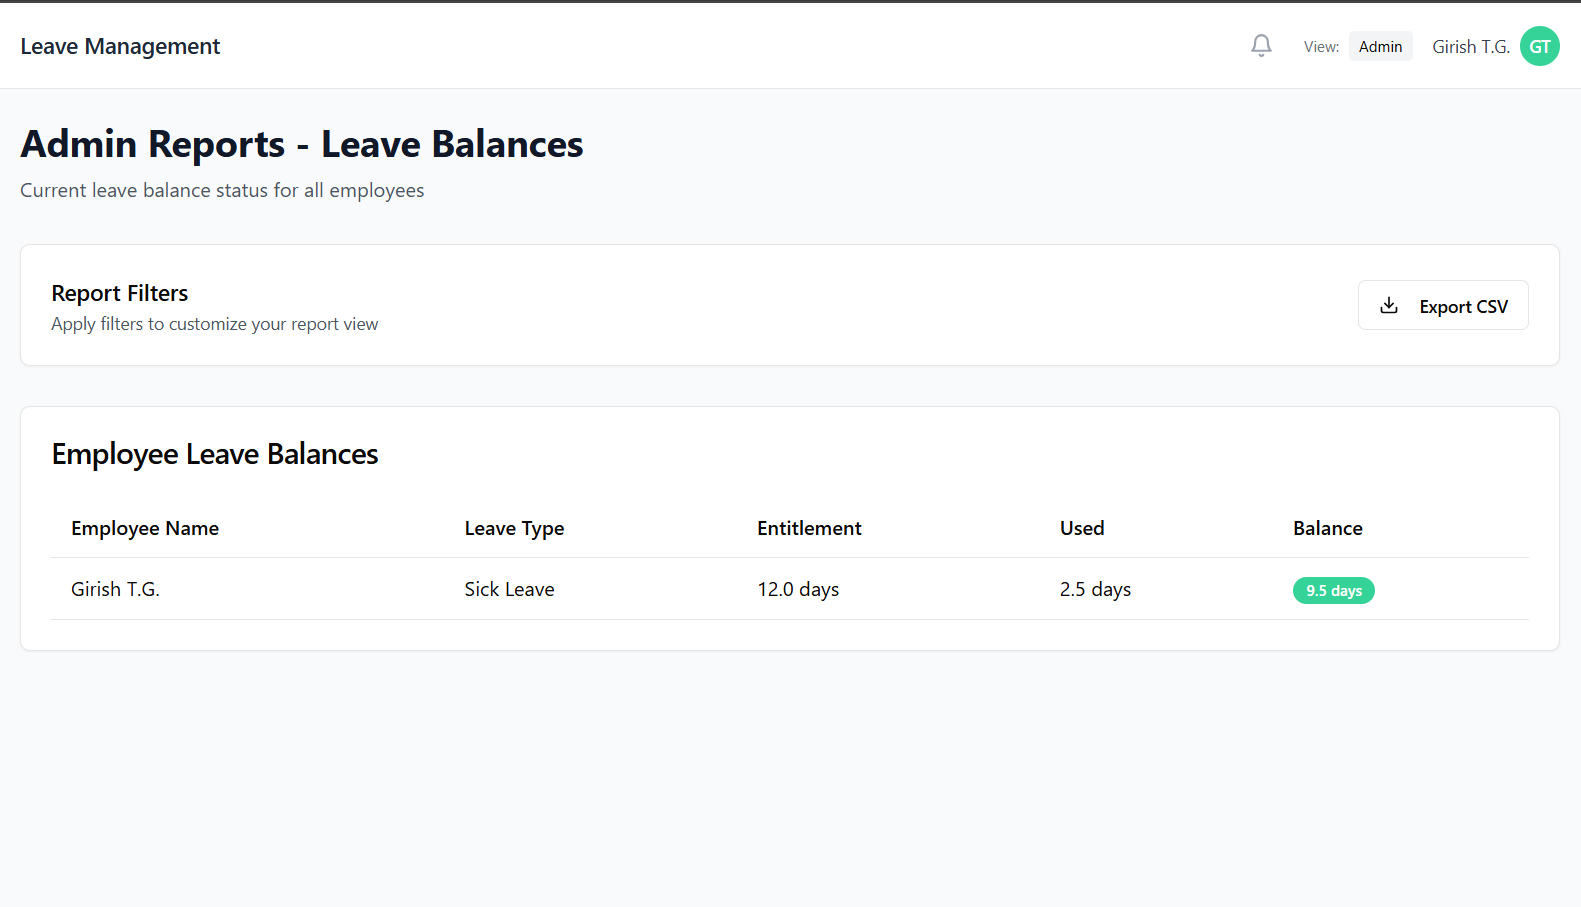 Leave Management
View: Admin Girish T.G. GT
Admin Reports - Leave Balances
Current leave balance status for all employees
Report Filters
Apply filters to customize your report view
Export CSV
Employee Leave Balances
Employee Name Leave Type Entitlement Used Balance
Girish T.G. Sick Leave 12.0 days 2.5 days 9.5 days